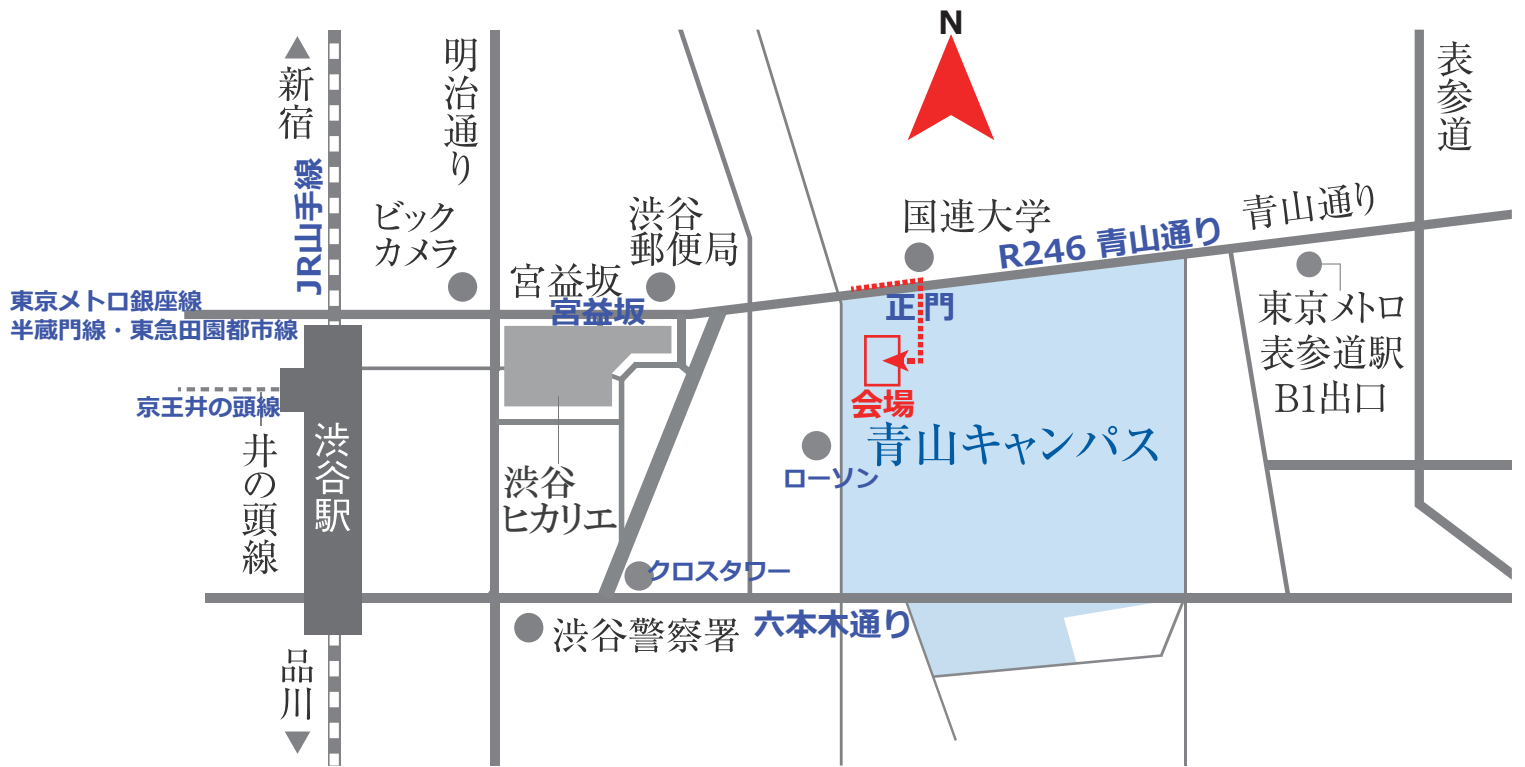 N
新宿
明治通り
表参道
JR山手線
ビック
カメラ
渋谷
郵便局
国連大学
青山通り
R246 青山通り
宮益坂
宮益坂
東京メトロ銀座線
半蔵門線・東急田園都市線
正門
東京メトロ
表参道駅
B1出口
京王井の頭線
会場
井の頭線
渋谷駅
青山キャンパス
ローソン
渋谷
ヒカリエ
クロスタワー
渋谷警察署
六本木通り
品川